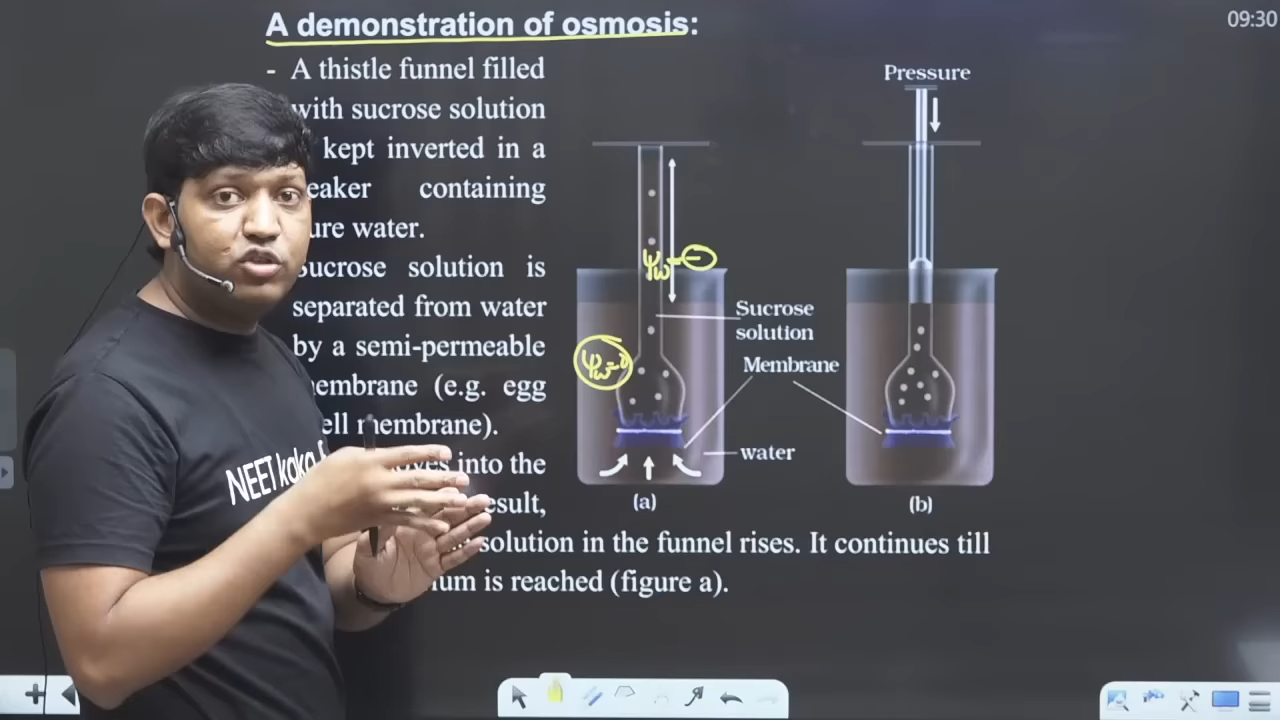 A demonstration of osmosis:
- A thistle funnel filled
with sucrose solution
kept inverted in a
eaker containing
ure water.
Sucrose solution is
separated from water
by a semi-permeable
membrane (e.g. egg
ell membrane).
oves into the
esult,
solution in the funnel rises. It continues till
um is reached (figure a).
09:30
Pressure
Ψw = -
Sucrose
solution
Ψw=0
Membrane
water
(a)
(b)
NEET kaka